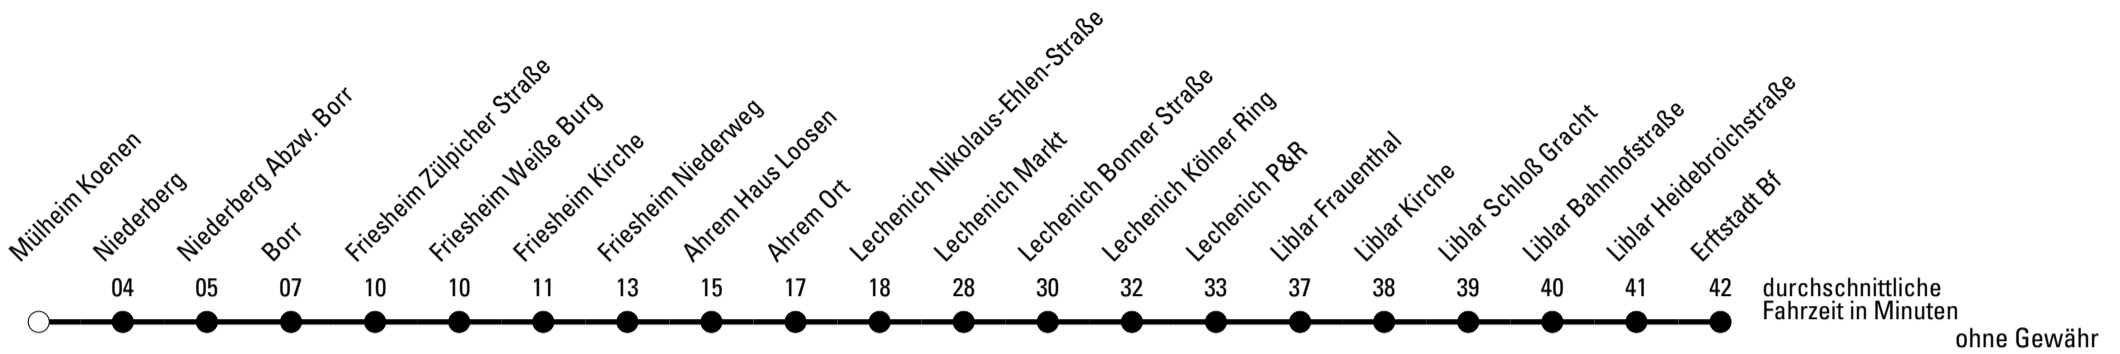 Mülheim Koenen
Niederberg
Niederberg Abzw. Borr
Borr
Friesheim Zülpicher Straße
Friesheim Weiße Burg
Friesheim Kirche
Friesheim Niederweg
Ahrem Haus Loosen
Ahrem Ort
Lechenich Nikolaus-Ehlen-Straße
Lechenich Markt
Lechenich Bonner Straße
Lechenich Kölner Ring
Lechenich P&R
Liblar Frauenthal
Liblar Kirche
Liblar Schloß Gracht
Liblar Bahnhofstraße
Liblar Heidebroichstraße
Erftstadt Bf
04 05 07 10 10 11 13 15 17 18 28 30 32 33 37 38 39 40 41 42
durchschnittliche
Fahrzeit in Minuten
ohne Gewähr